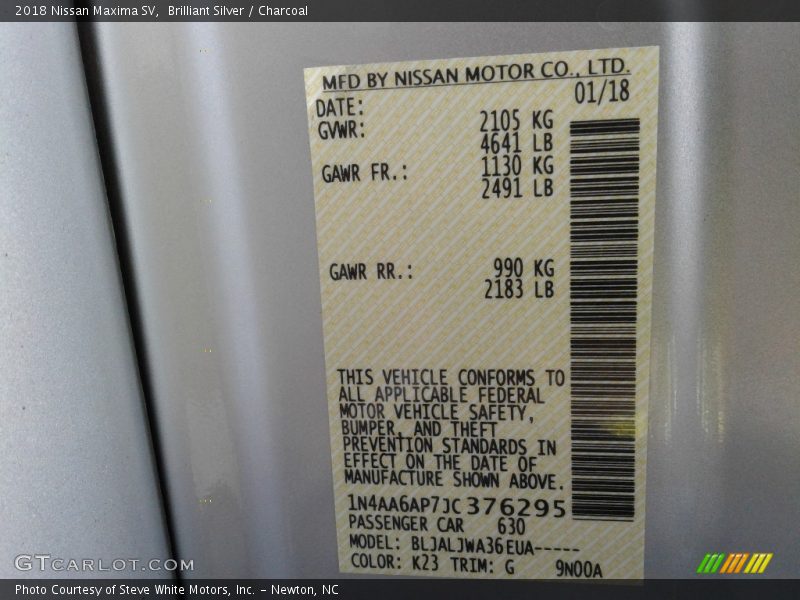 2018 Nissan Maxima SV,  Brilliant Silver / Charcoal
MFD BY NISSAN MOTOR CO., LTD.
DATE: 01/18
GVWR: 2105 KG
4641 LB
GAWR FR.: 1130 KG
2491 LB
GAWR RR.: 990 KG
2183 LB
THIS VEHICLE CONFORMS TO
ALL APPLICABLE FEDERAL
MOTOR VEHICLE SAFETY,
BUMPER, AND THEFT
PREVENTION STANDARDS IN
EFFECT ON THE DATE OF
MANUFACTURE SHOWN ABOVE.
1N4AA6AP7JC376295
PASSENGER CAR 630
MODEL: BLJALJWA36EUA-----
COLOR: K23 TRIM: G 9N00A
GTCARLOT.COM
Photo Courtesy of Steve White Motors, Inc. – Newton, NC